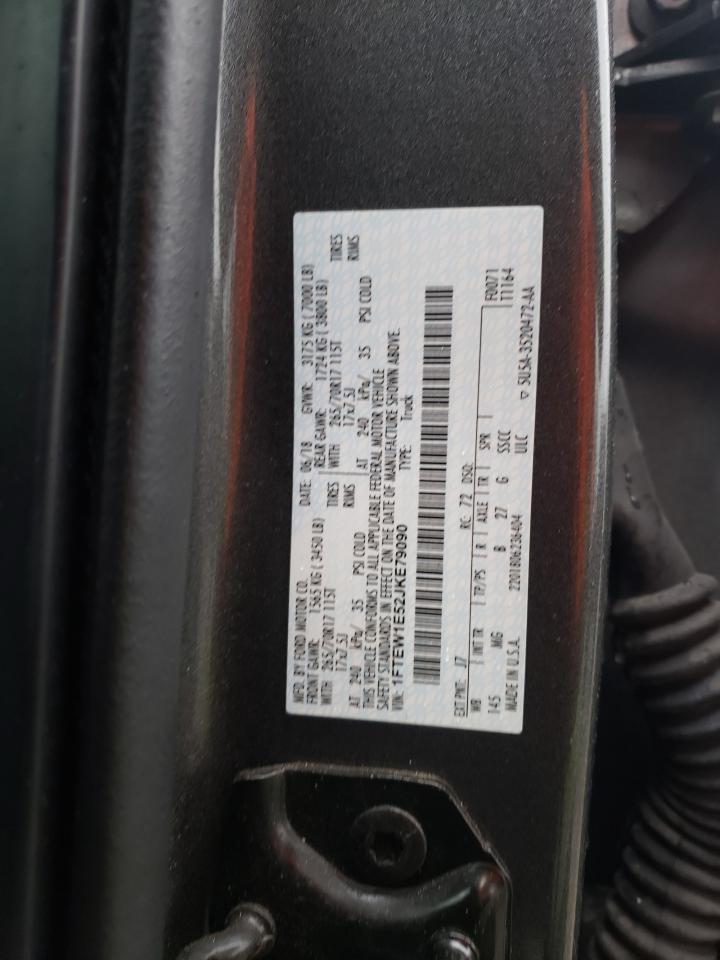 MFD. BY FORD MOTOR CO. DATE: 06/18 GVWR: 3175 KG ( 7000 LB)
FRONT GAWR: 1565 KG ( 3450 LB) REAR GAWR: 1724 KG ( 3800 LB)
WITH 265/70R17 115T TIRES WITH 265/70R17 115T TIRES
17x7.5J RIMS 17x7.5J RIMS
AT 240 kPa/ 35 PSI COLD AT 240 kPa/ 35 PSI COLD
THIS VEHICLE CONFORMS TO ALL APPLICABLE FEDERAL MOTOR VEHICLE
SAFETY STANDARDS IN EFFECT ON THE DATE OF MANUFACTURE SHOWN ABOVE.
VIN: 1FTEW1E52JKE79090 TYPE: Truck
EXT PNT: J7 RC: 72 DSO: F0071
WB INT TR TP/PS R AXLE TR SPR T1164
145 MG B 27 G SSCC
MADE IN U.S.A. 2201806236404 ULC ▽ 5U5A-3520472-AA